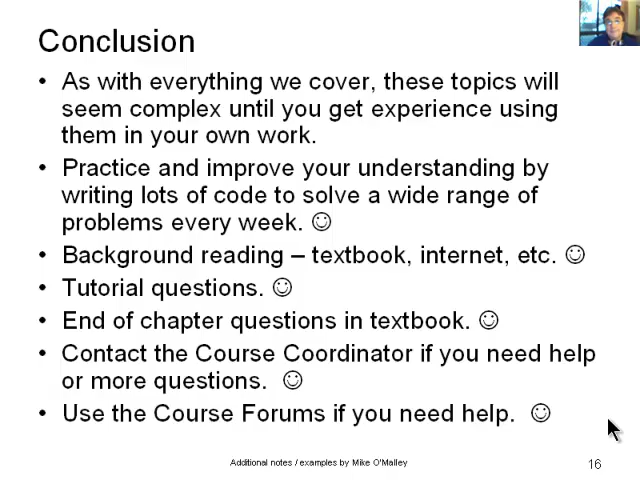 Conclusion
• As with everything we cover, these topics will
seem complex until you get experience using
them in your own work.
• Practice and improve your understanding by
writing lots of code to solve a wide range of
problems every week. ☺
• Background reading – textbook, internet, etc. ☺
• Tutorial questions. ☺
• End of chapter questions in textbook. ☺
• Contact the Course Coordinator if you need help
or more questions. ☺
• Use the Course Forums if you need help. ☺
Additional notes / examples by Mike O'Malley
16